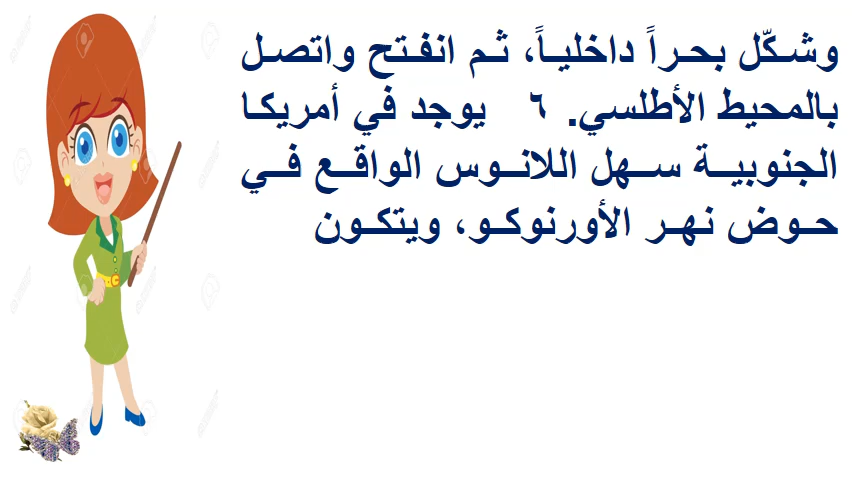 وشكّل بحراً داخلياً، ثم انفتح واتصل
بالمحيط الأطلسي. ٦ يوجد في أمريكا
الجنوبية سهل اللانوس الواقع في
حوض نهر الأورنوكو، ويتكون